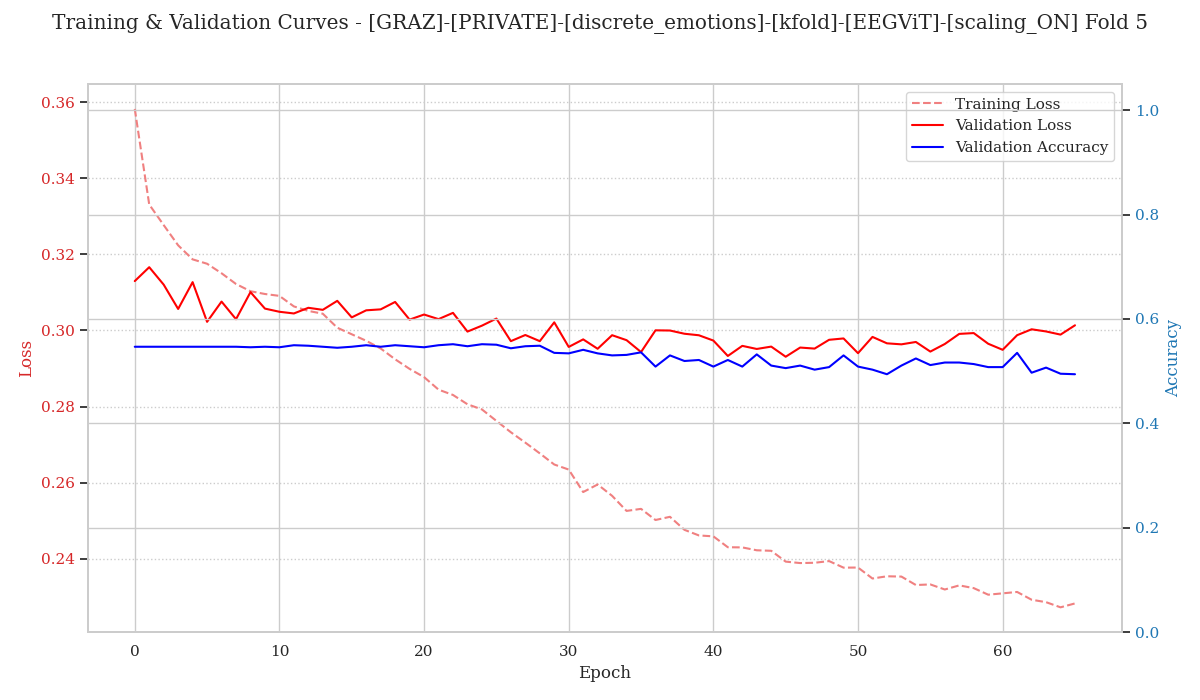 Training & Validation Curves - [GRAZ]-[PRIVATE]-[discrete_emotions]-[kfold]-[EEGViT]-[scaling_ON] Fold 5
Training Loss
Validation Loss
Validation Accuracy
0.36
0.34
0.32
0.30
0.28
0.26
0.24
Loss
1.0
0.8
0.6
0.4
0.2
0.0
Accuracy
0 10 20 30 40 50 60
Epoch